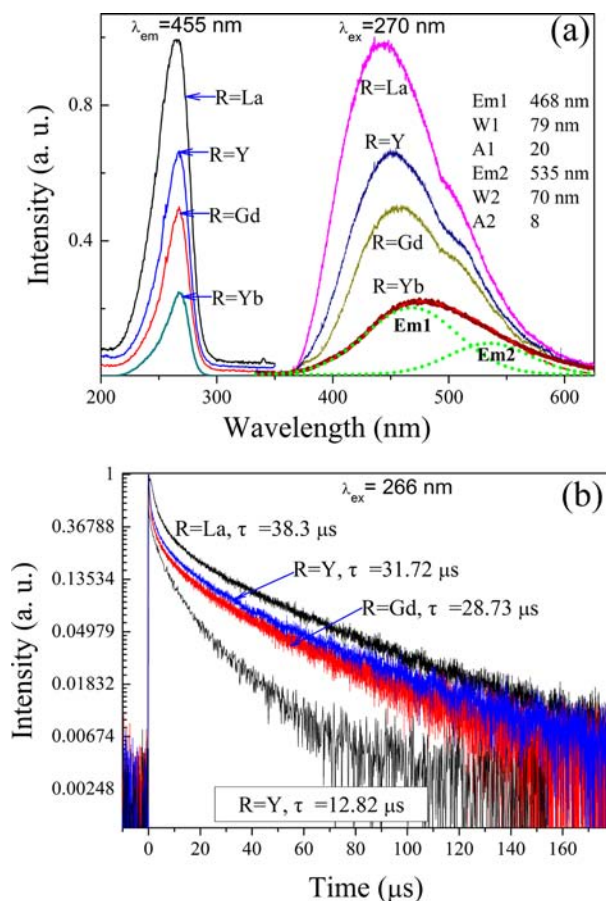 λem=455 nm
λex=270 nm
(a)
R=La
R=La
Em1 468 nm
W1 79 nm
A1 20
Em2 535 nm
W2 70 nm
A2 8
0.8
R=Y
R=Y
R=Gd
R=Gd
0.4
R=Yb
R=Yb
Em1
Em2
Intensity (a. u.)
200 250 300 400 500 600
Wavelength (nm)
(b)
λex= 266 nm
1
0.36788
R=La, τ =38.3 μs
R=Y, τ =31.72 μs
0.13534
R=Gd, τ =28.73 μs
0.04979
0.01832
0.00674
0.00248
R=Y, τ =12.82 μs
Intensity (a. u.)
0 20 40 60 80 100 120 140 160
Time (μs)